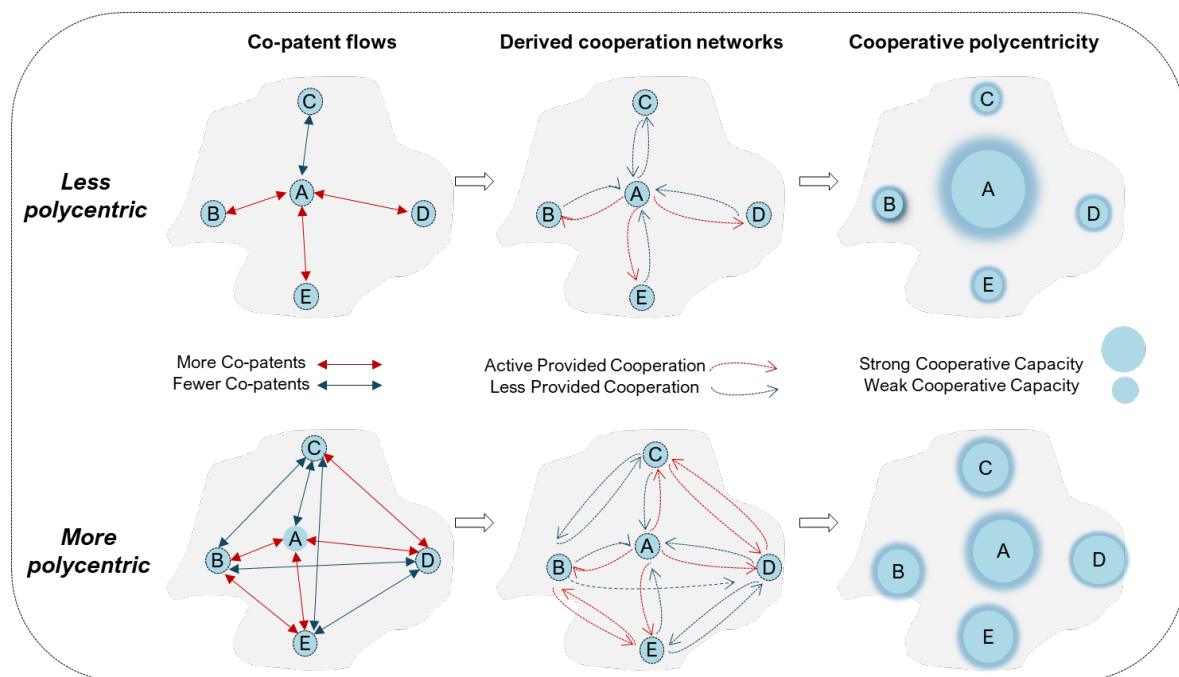 Co-patent flows
Derived cooperation networks
Cooperative polycentricity
Less
polycentric
C
A
B
D
E
C
A
B
D
E
C
A
B
D
E
More Co-patents
Fewer Co-patents
Active Provided Cooperation
Less Provided Cooperation
Strong Cooperative Capacity
Weak Cooperative Capacity
More
polycentric
C
A
B
D
E
C
A
B
D
E
C
A
B
D
E